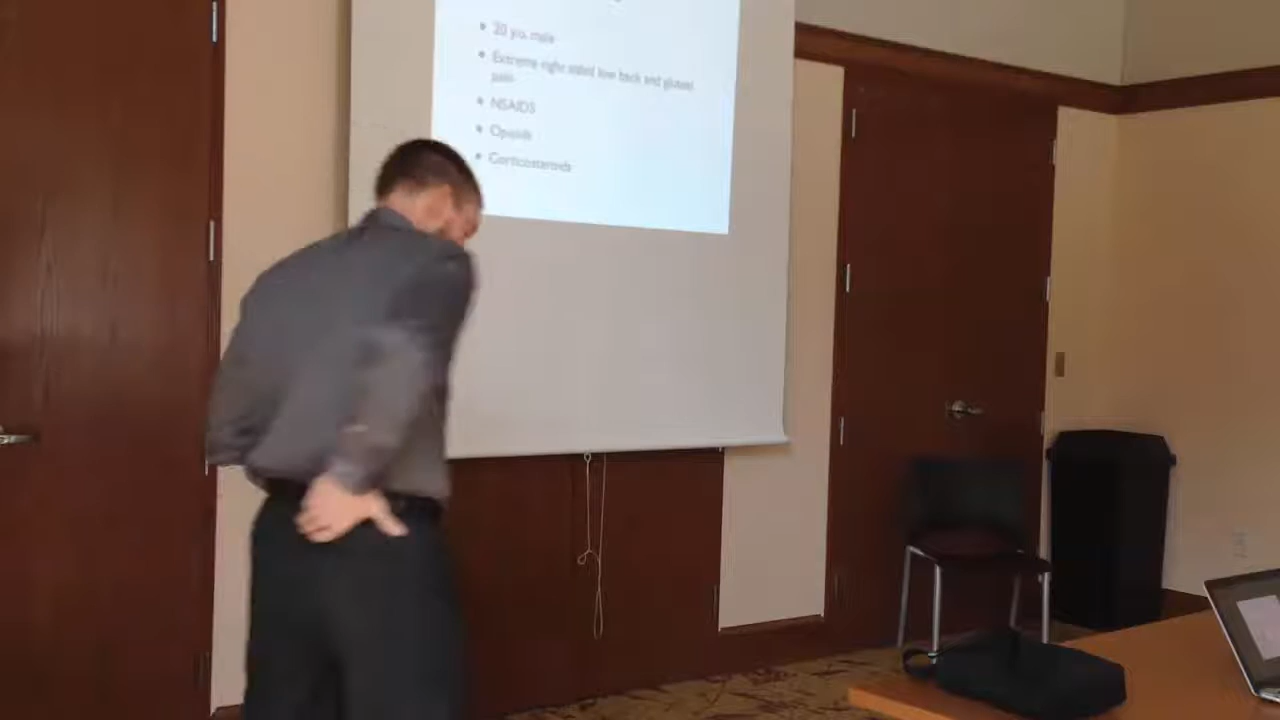 20 y.o. male
Extreme right sided low back and gluteal
pain
NSAIDS
Opioids
Corticosteroids